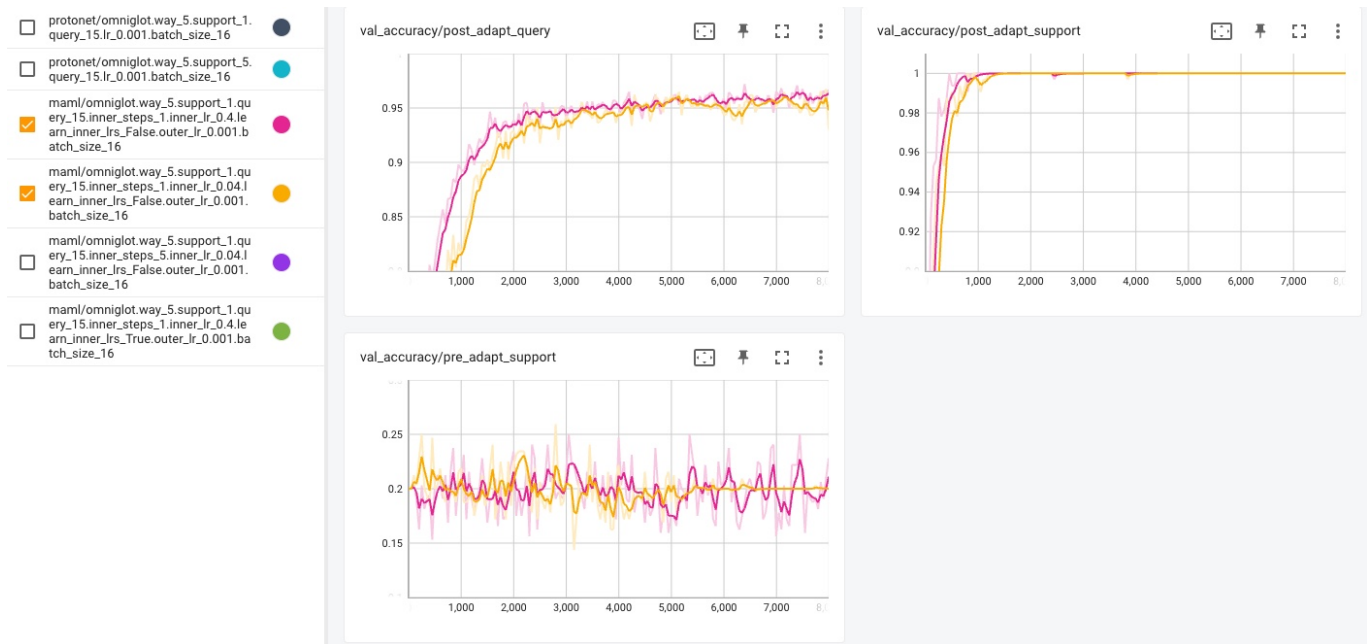 protonet/omniglot.way_5.support_1.
query_15.lr_0.001.batch_size_16
protonet/omniglot.way_5.support_5.
query_15.lr_0.001.batch_size_16
maml/omniglot.way_5.support_1.qu
ery_15.inner_steps_1.inner_lr_0.4.le
arn_inner_lrs_False.outer_lr_0.001.b
atch_size_16
maml/omniglot.way_5.support_1.qu
ery_15.inner_steps_1.inner_lr_0.04.l
earn_inner_lrs_False.outer_lr_0.001.
batch_size_16
maml/omniglot.way_5.support_1.qu
ery_15.inner_steps_5.inner_lr_0.04.l
earn_inner_lrs_False.outer_lr_0.001.
batch_size_16
maml/omniglot.way_5.support_1.qu
ery_15.inner_steps_1.inner_lr_0.4.le
arn_inner_lrs_True.outer_lr_0.001.ba
tch_size_16
val_accuracy/post_adapt_query
0.95
0.9
0.85
1,000 2,000 3,000 4,000 5,000 6,000 7,000
val_accuracy/post_adapt_support
1
0.98
0.96
0.94
0.92
1,000 2,000 3,000 4,000 5,000 6,000 7,000
val_accuracy/pre_adapt_support
0.25
0.2
0.15
1,000 2,000 3,000 4,000 5,000 6,000 7,000